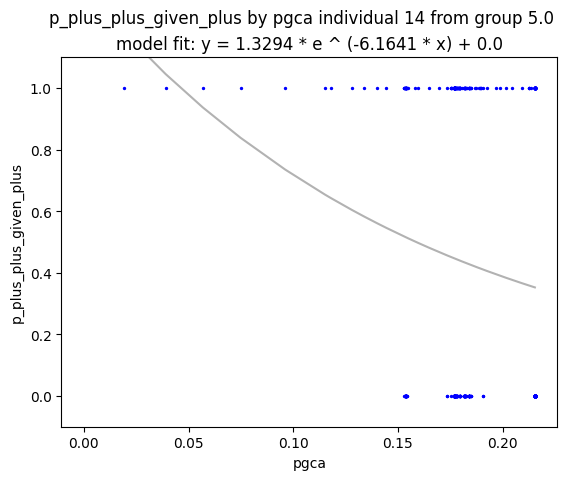 p_plus_plus_given_plus by pgca individual 14 from group 5.0
model fit: y = 1.3294 * e ^ (-6.1641 * x) + 0.0
1.0
0.8
0.6
0.4
0.2
0.0
p_plus_plus_given_plus
0.00 0.05 0.10 0.15 0.20
pgca